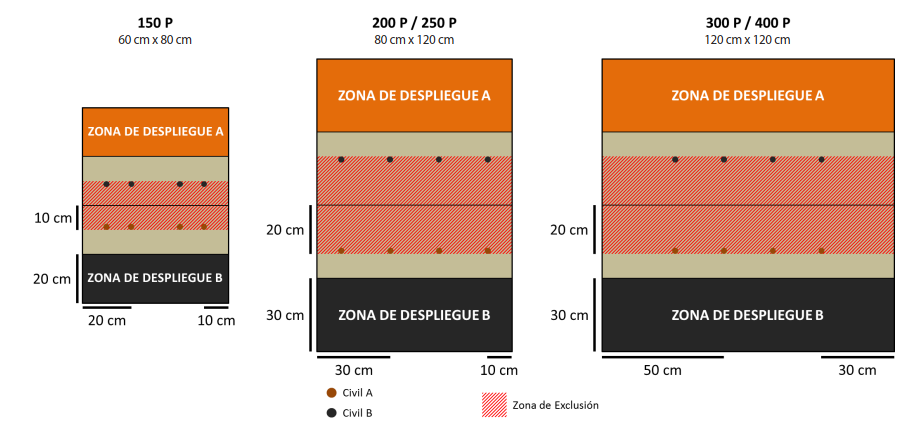 150 P
60 cm x 80 cm
ZONA DE DESPLIEGUE A
10 cm
20 cm
ZONA DE DESPLIEGUE B
20 cm
10 cm
200 P / 250 P
80 cm x 120 cm
ZONA DE DESPLIEGUE A
20 cm
30 cm
ZONA DE DESPLIEGUE B
30 cm
10 cm
300 P / 400 P
120 cm x 120 cm
ZONA DE DESPLIEGUE A
20 cm
30 cm
ZONA DE DESPLIEGUE B
50 cm
30 cm
Civil A
Civil B
Zona de Exclusión